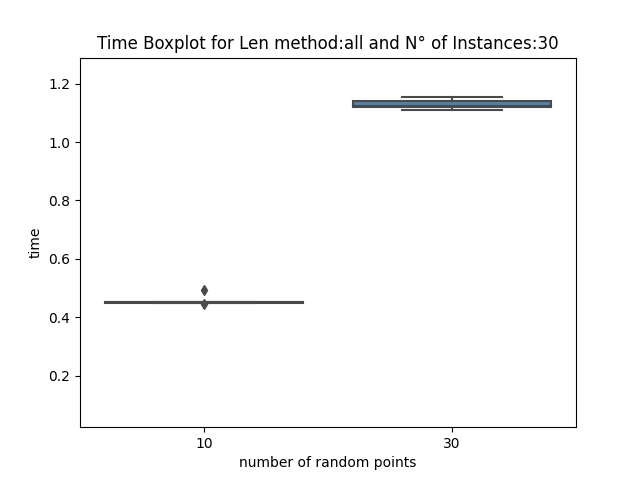 Time Boxplot for Len method:all and N° of Instances:30
1.2
1.0
0.8
0.6
0.4
0.2
time
10 30
number of random points